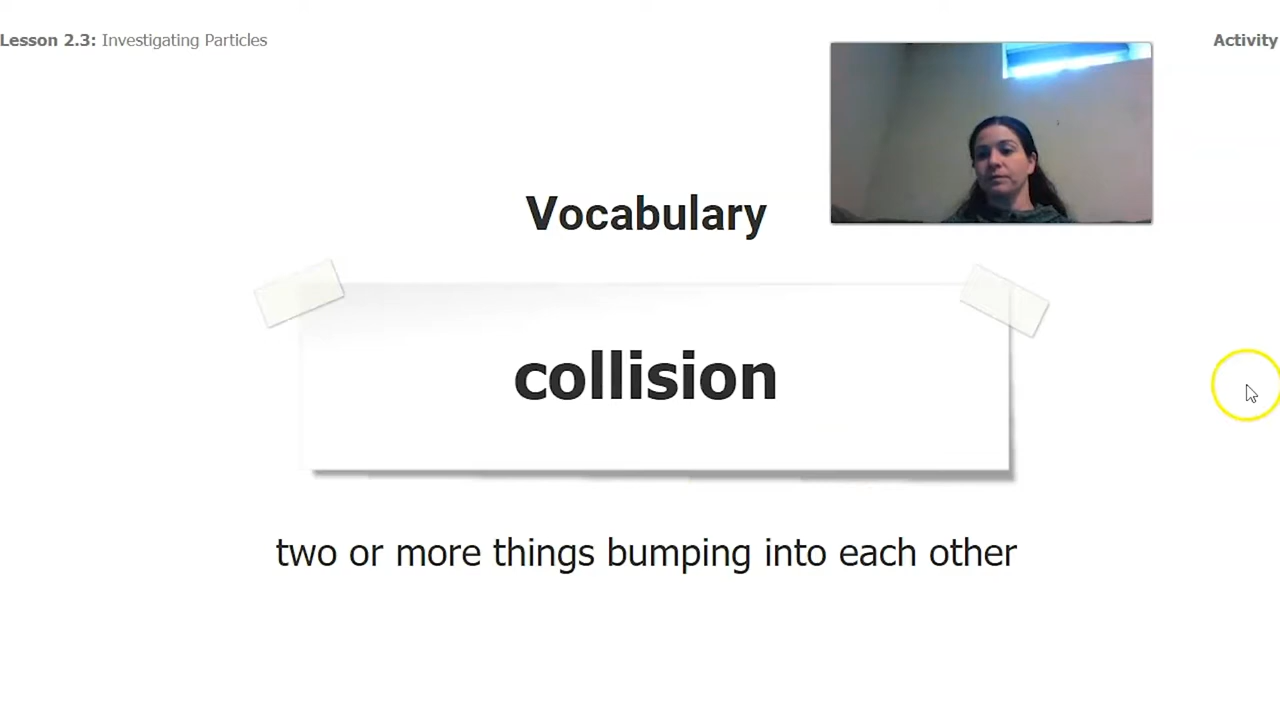 Lesson 2.3: Investigating Particles
Activity
Vocabulary
collision
two or more things bumping into each other